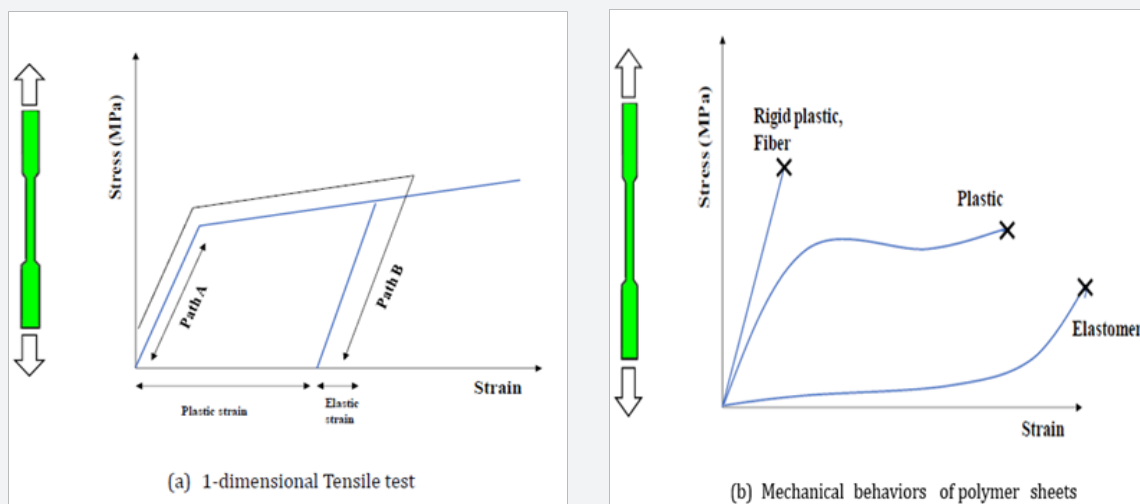 Stress (MPa)
Path A
Path B
Strain
Plastic strain
Elastic
strain
(a) 1-dimensional Tensile test
Stress (MPa)
Rigid plastic,
Fiber
Plastic
Elastomer
Strain
(b) Mechanical behaviors of polymer sheets